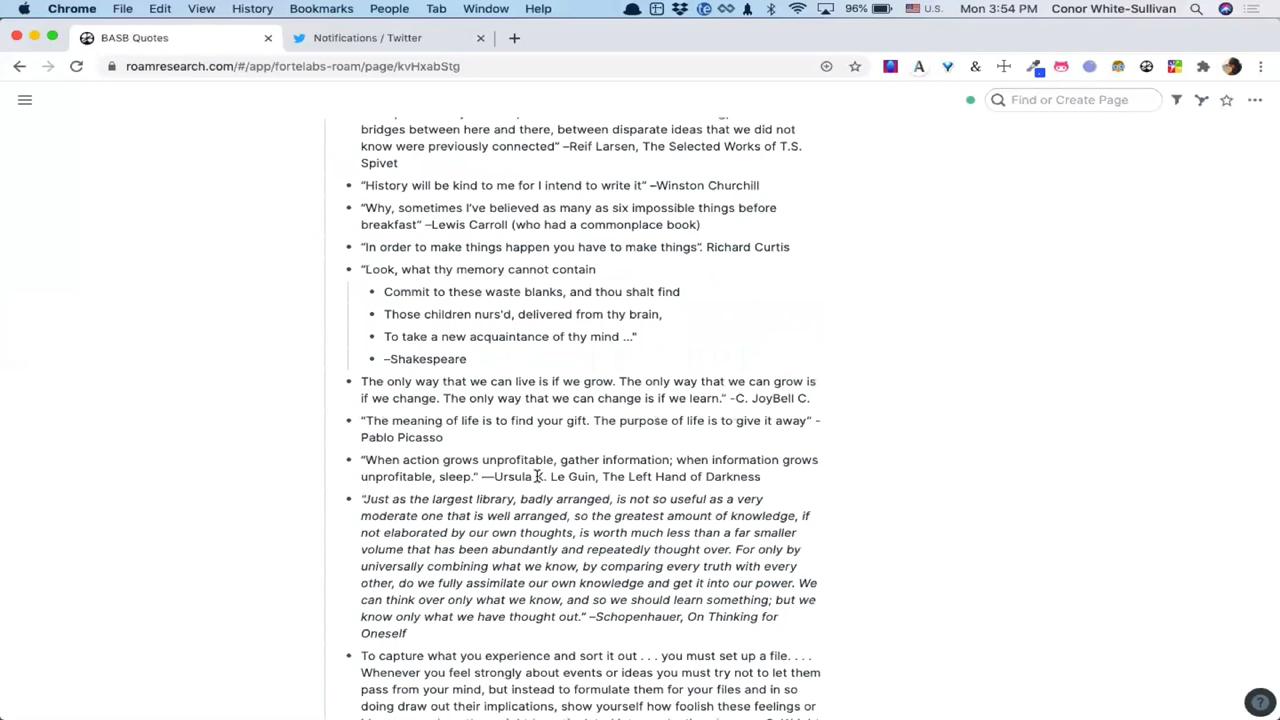 Chrome File Edit View History Bookmarks People Tab Window Help 96% U.S. Mon 3:54 PM Conor White-Sullivan
BASB Quotes Notifications / Twitter
roamresearch.com/#/app/fortelabs-roam/page/kvHxabStg
Find or Create Page
bridges between here and there, between disparate ideas that we did not
know were previously connected” –Reif Larsen, The Selected Works of T.S.
Spivet
“History will be kind to me for I intend to write it” –Winston Churchill
“Why, sometimes I’ve believed as many as six impossible things before
breakfast” –Lewis Carroll (who had a commonplace book)
“In order to make things happen you have to make things”. Richard Curtis
“Look, what thy memory cannot contain
Commit to these waste blanks, and thou shalt find
Those children nurs'd, delivered from thy brain,
To take a new acquaintance of thy mind ..."
–Shakespeare
The only way that we can live is if we grow. The only way that we can grow is
if we change. The only way that we can change is if we learn.” -C. JoyBell C.
“The meaning of life is to find your gift. The purpose of life is to give it away” -
Pablo Picasso
“When action grows unprofitable, gather information; when information grows
unprofitable, sleep.” —Ursula K. Le Guin, The Left Hand of Darkness
“Just as the largest library, badly arranged, is not so useful as a very
moderate one that is well arranged, so the greatest amount of knowledge, if
not elaborated by our own thoughts, is worth much less than a far smaller
volume that has been abundantly and repeatedly thought over. For only by
universally combining what we know, by comparing every truth with every
other, do we fully assimilate our own knowledge and get it into our power. We
can think over only what we know, and so we should learn something; but we
know only what we have thought out.” –Schopenhauer, On Thinking for
Oneself
To capture what you experience and sort it out . . . you must set up a file. . . .
Whenever you feel strongly about events or ideas you must try not to let them
pass from your mind, but instead to formulate them for your files and in so
doing draw out their implications, show yourself how foolish these feelings or